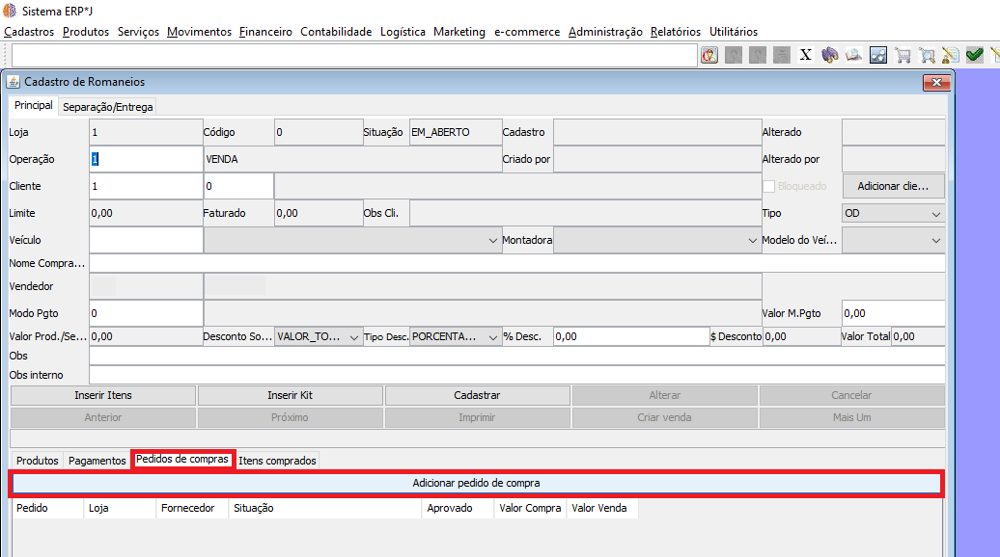 Sistema ERP*J
Cadastros Produtos Serviços Movimentos Financeiro Contabilidade Logística Marketing e-commerce Administração Relatórios Utilitários
X
Cadastro de Romaneios
Principal Separação/Entrega
Loja 1 Código 0 Situação EM_ABERTO Cadastro Alterado
Operação 1 VENDA Criado por Alterado por
Cliente 1 0 Bloqueado Adicionar clie...
Limite 0,00 Faturado 0,00 Obs Cli. Tipo OD
Veículo Montadora Modelo do Veí...
Nome Compra...
Vendedor
Modo Pgto 0 Valor M.Pgto 0,00
Valor Prod./Se... 0,00 Desconto So... VALOR_TO... Tipo Desc. PORCENTA... % Desc. 0,00 $ Desconto 0,00 Valor Total 0,00
Obs
Obs interno
Inserir Itens Inserir Kit Cadastrar Alterar Cancelar
Anterior Próximo Imprimir Criar venda Mais Um
Produtos Pagamentos Pedidos de compras Itens comprados
Adicionar pedido de compra
Pedido Loja Fornecedor Situação Aprovado Valor Compra Valor Venda